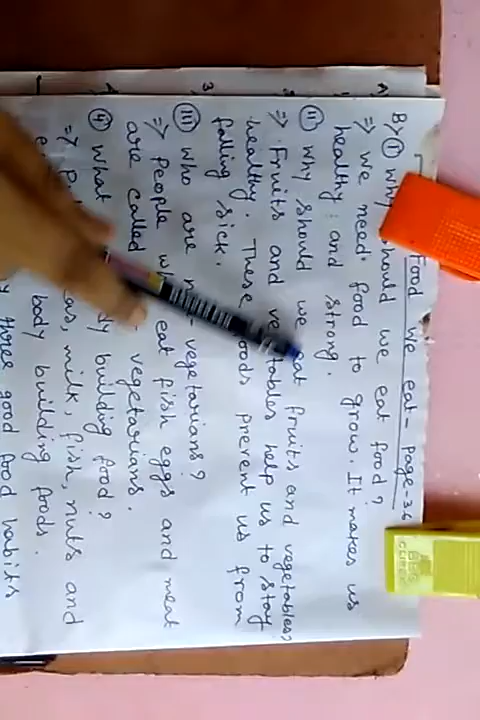 Food we eat- Page-36
B> (i) Why should we eat food?
⇒ We need food to grow. It makes us
healthy and strong.
(ii) Why should we eat fruits and vegetables?
⇒ Fruits and vegetables help us to stay
healthy. These foods prevent us from
falling sick.
(iii) Who are vegetarians?
⇒ People eat fish eggs and meat
are called vegetarians.
(4) What building food?
⇒ milk, fish, nuts and
body building foods.
three good food habits